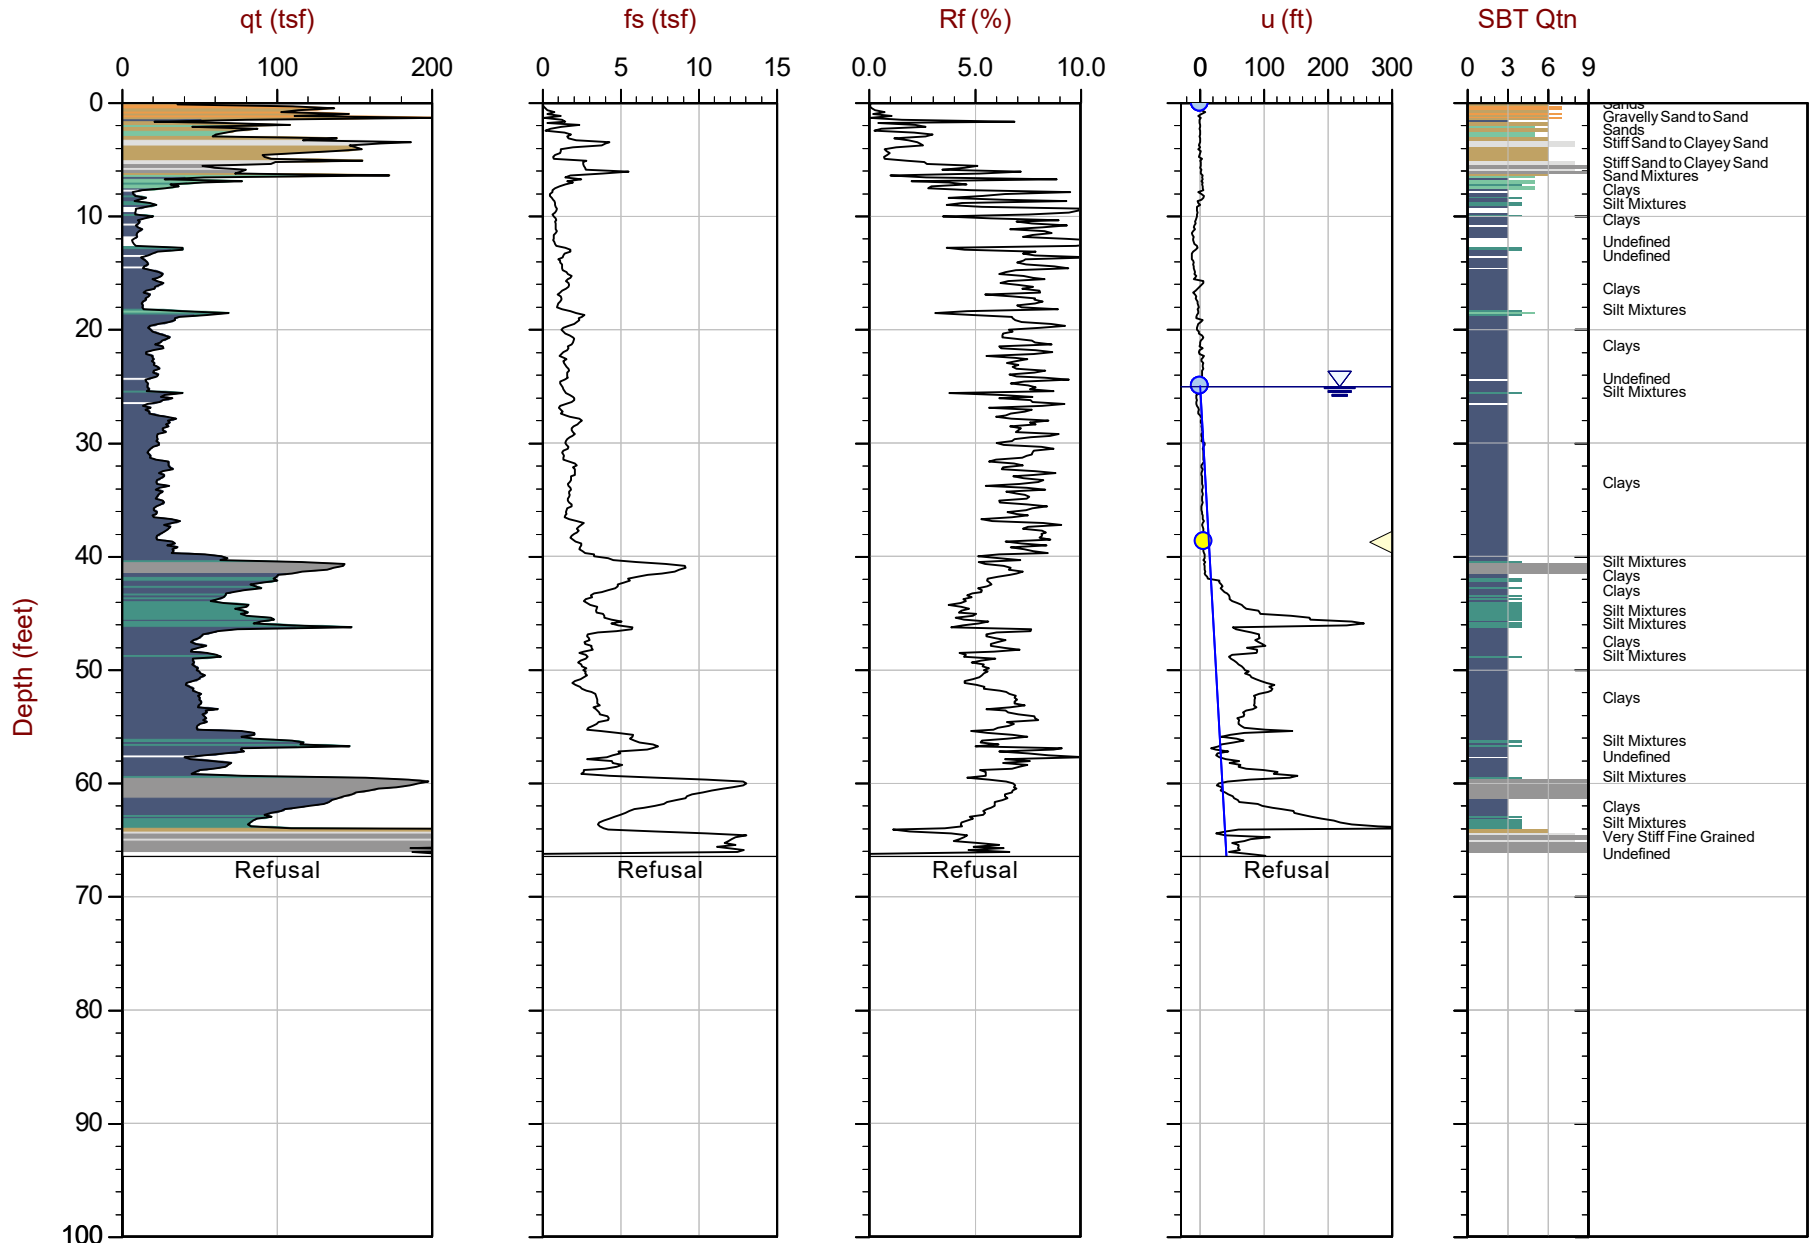 qt (tsf) fs (tsf) Rf (%) u (ft) SBT Qtn
0 100 200 0 5 10 15 0.0 5.0 10.0 0 100 200 300 0 3 6 9
0
Sands
Gravelly Sand to Sand
Sands
Stiff Sand to Clayey Sand
Stiff Sand to Clayey Sand
Sand Mixtures
Clays
Silt Mixtures
10
Clays
Undefined
Undefined
Clays
Silt Mixtures
20
Clays
Undefined
Silt Mixtures
30
Clays
40
Silt Mixtures
Clays
Clays
Silt Mixtures
Silt Mixtures
Clays
Silt Mixtures
50
Clays
Silt Mixtures
Undefined
Silt Mixtures
60
Clays
Silt Mixtures
Very Stiff Fine Grained
Undefined
Refusal Refusal Refusal Refusal
70
80
90
100
Depth (feet)